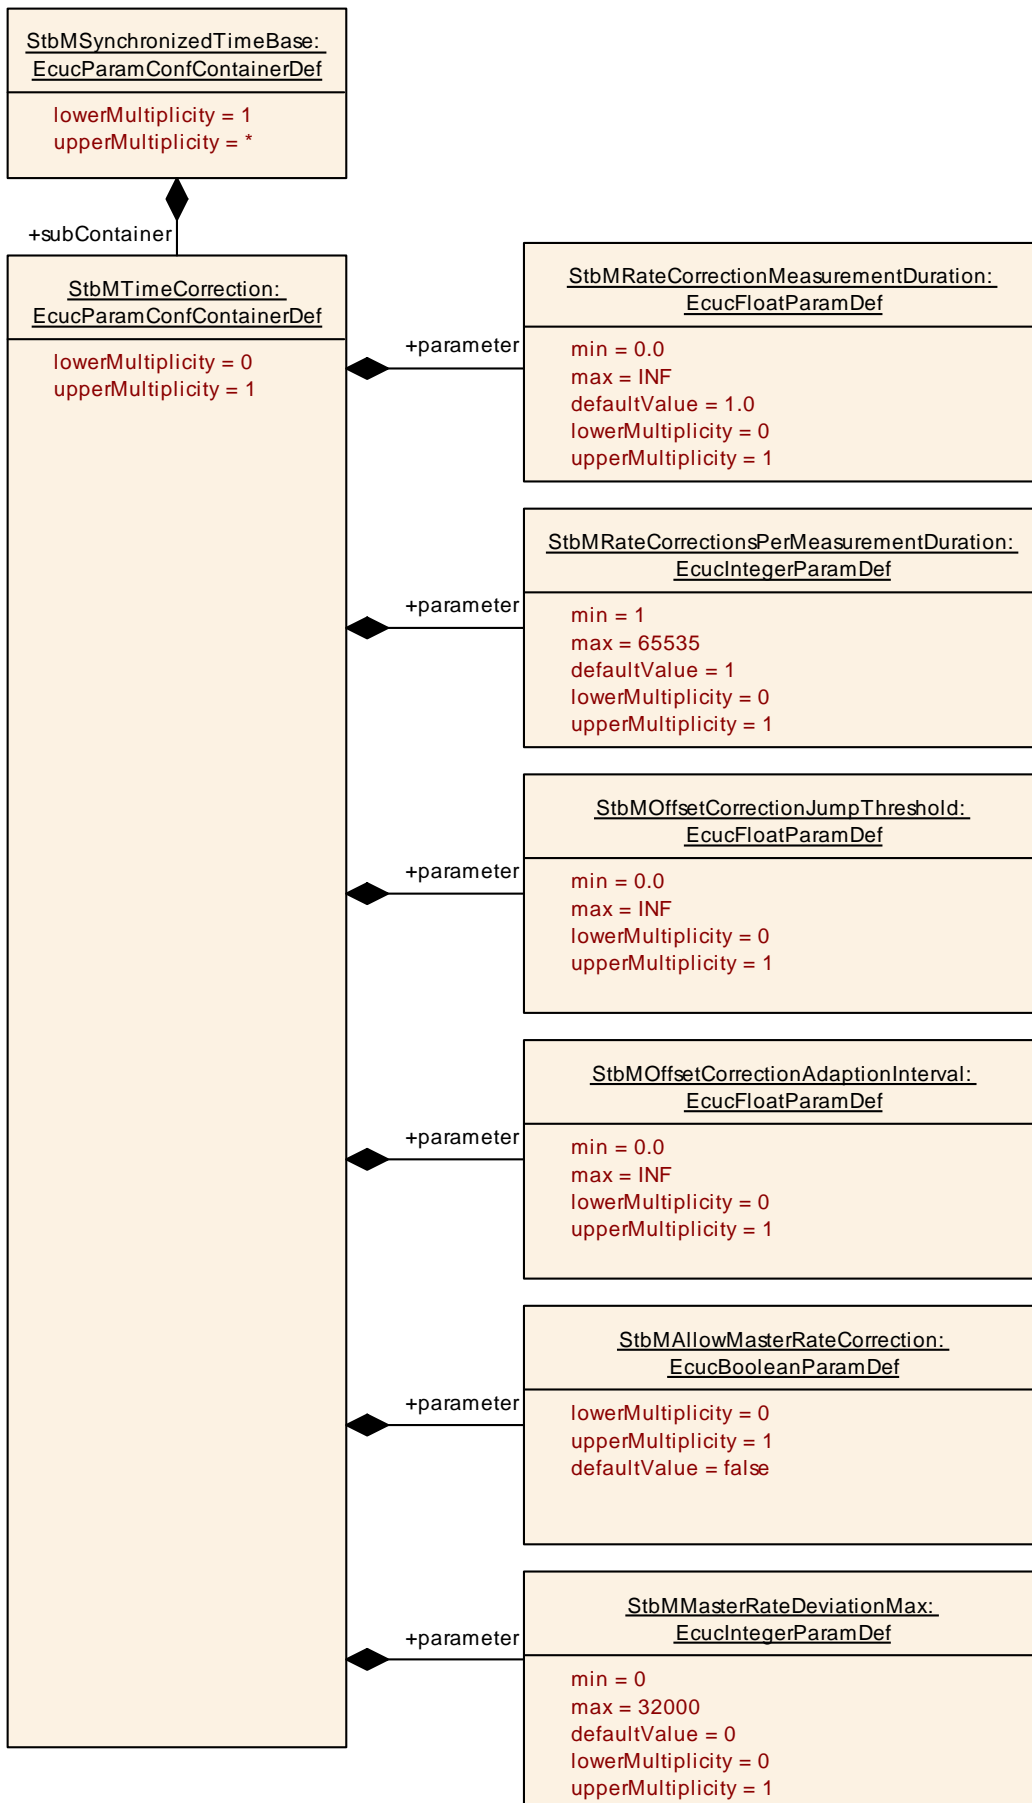 StbMSynchronizedTimeBase:
EcucParamConfContainerDef
lowerMultiplicity = 1
upperMultiplicity = *
+subContainer
StbMTimeCorrection:
EcucParamConfContainerDef
lowerMultiplicity = 0
upperMultiplicity = 1
+parameter
StbMRateCorrectionMeasurementDuration:
EcucFloatParamDef
min = 0.0
max = INF
defaultValue = 1.0
lowerMultiplicity = 0
upperMultiplicity = 1
+parameter
StbMRateCorrectionsPerMeasurementDuration:
EcucIntegerParamDef
min = 1
max = 65535
defaultValue = 1
lowerMultiplicity = 0
upperMultiplicity = 1
+parameter
StbMOffsetCorrectionJumpThreshold:
EcucFloatParamDef
min = 0.0
max = INF
lowerMultiplicity = 0
upperMultiplicity = 1
+parameter
StbMOffsetCorrectionAdaptionInterval:
EcucFloatParamDef
min = 0.0
max = INF
lowerMultiplicity = 0
upperMultiplicity = 1
+parameter
StbMAllowMasterRateCorrection:
EcucBooleanParamDef
lowerMultiplicity = 0
upperMultiplicity = 1
defaultValue = false
+parameter
StbMMasterRateDeviationMax:
EcucIntegerParamDef
min = 0
max = 32000
defaultValue = 0
lowerMultiplicity = 0
upperMultiplicity = 1